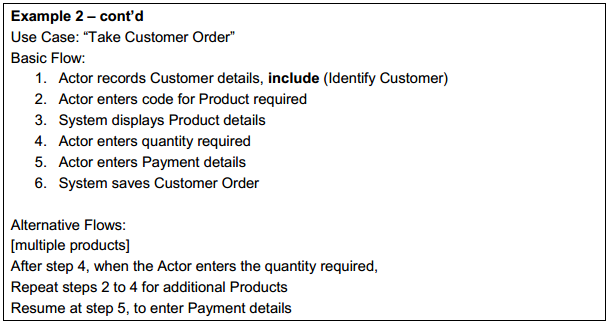 Example 2 – cont’d
Use Case: “Take Customer Order”
Basic Flow:
1. Actor records Customer details, include (Identify Customer)
2. Actor enters code for Product required
3. System displays Product details
4. Actor enters quantity required
5. Actor enters Payment details
6. System saves Customer Order
Alternative Flows:
[multiple products]
After step 4, when the Actor enters the quantity required,
Repeat steps 2 to 4 for additional Products
Resume at step 5, to enter Payment details